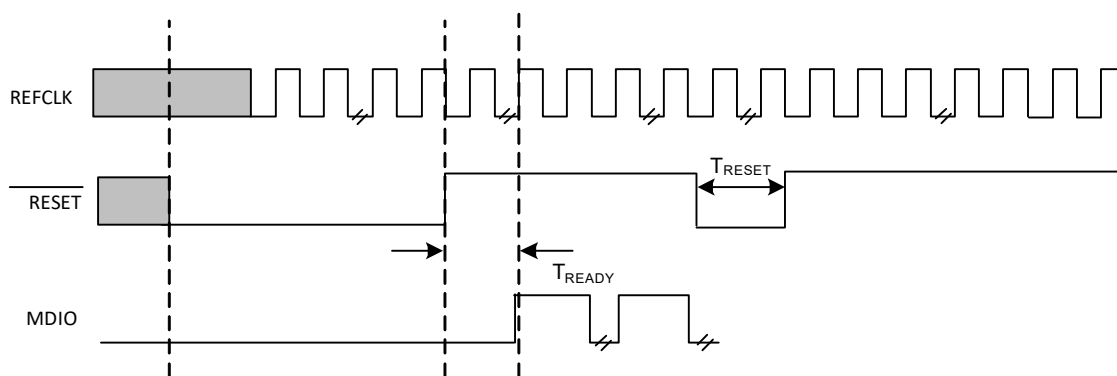 REFCLK
RESET
TRESET
TREADY
MDIO